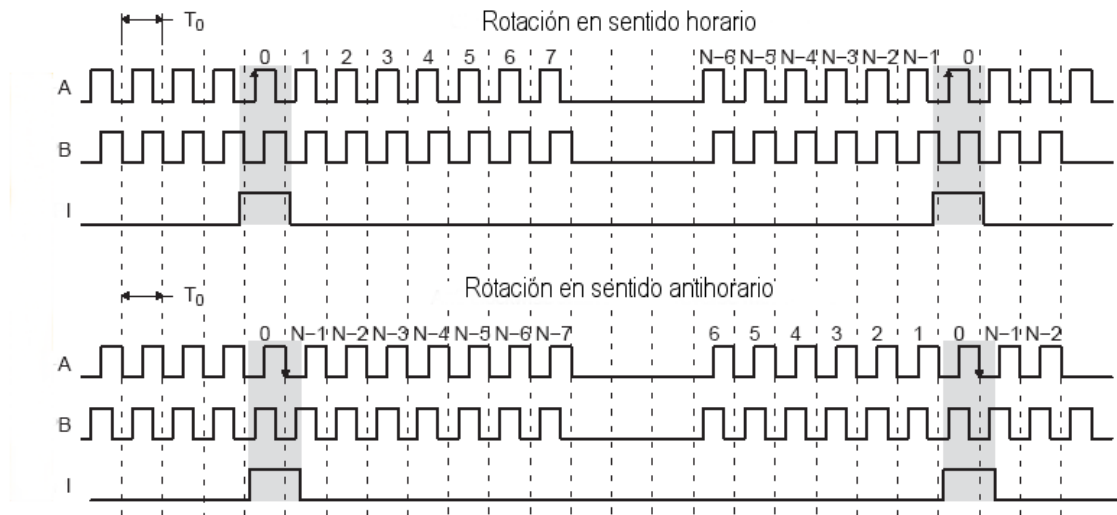 T0
Rotación en sentido horario
0 1 2 3 4 5 6 7 N–6 N–5 N–4 N–3 N–2 N–1 0
A
B
I
T0
Rotación en sentido antihorario
0 N–1 N–2 N–3 N–4 N–5 N–6 N–7 6 5 4 3 2 1 0 N–1 N–2
A
B
I